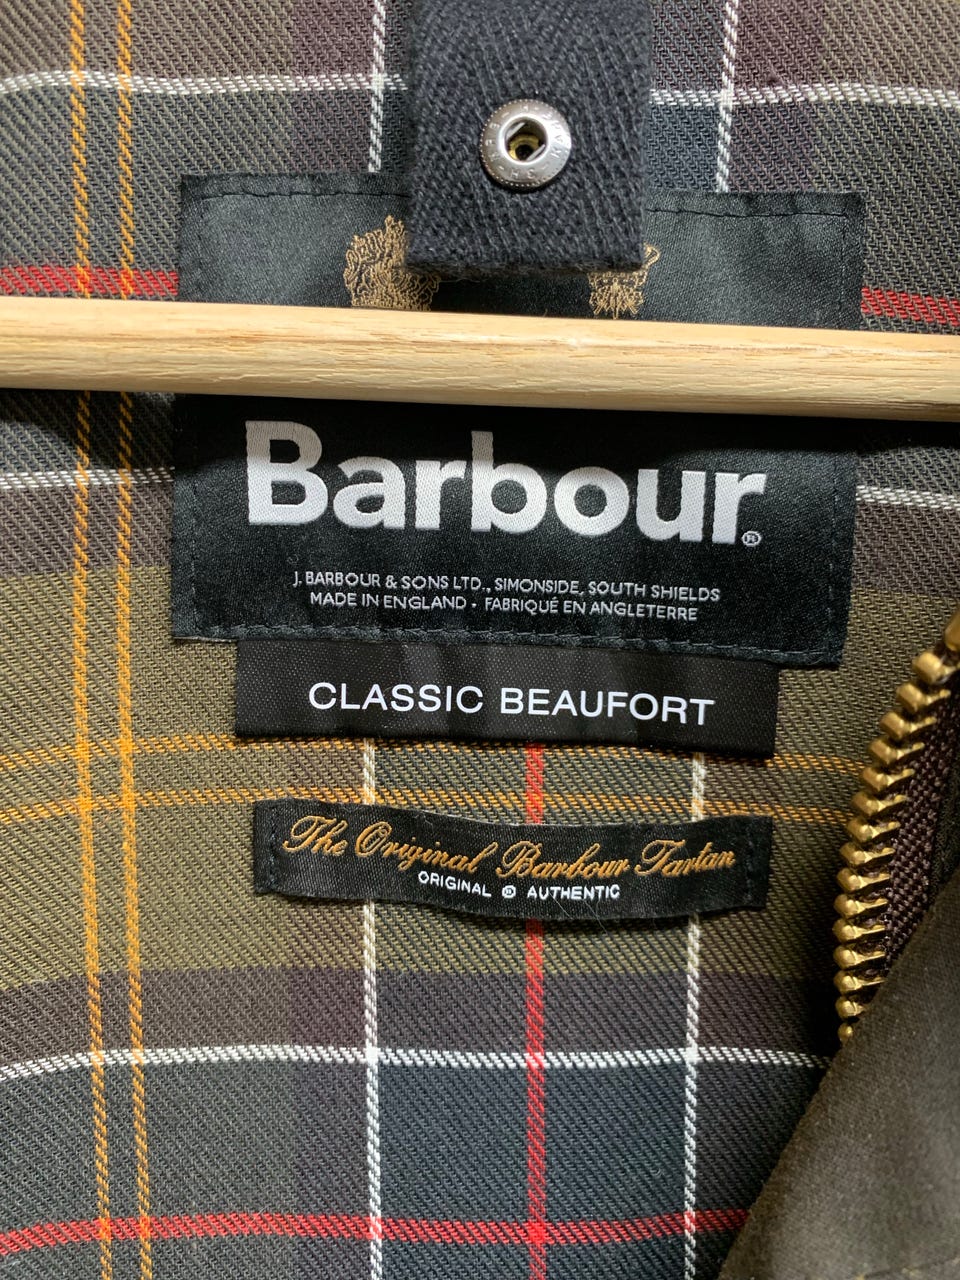 Barbour®
J. BARBOUR & SONS LTD., SIMONSIDE, SOUTH SHIELDS
MADE IN ENGLAND • FABRIQUÉ EN ANGLETERRE
CLASSIC BEAUFORT
The Original Barbour Tartan
ORIGINAL ® AUTHENTIC